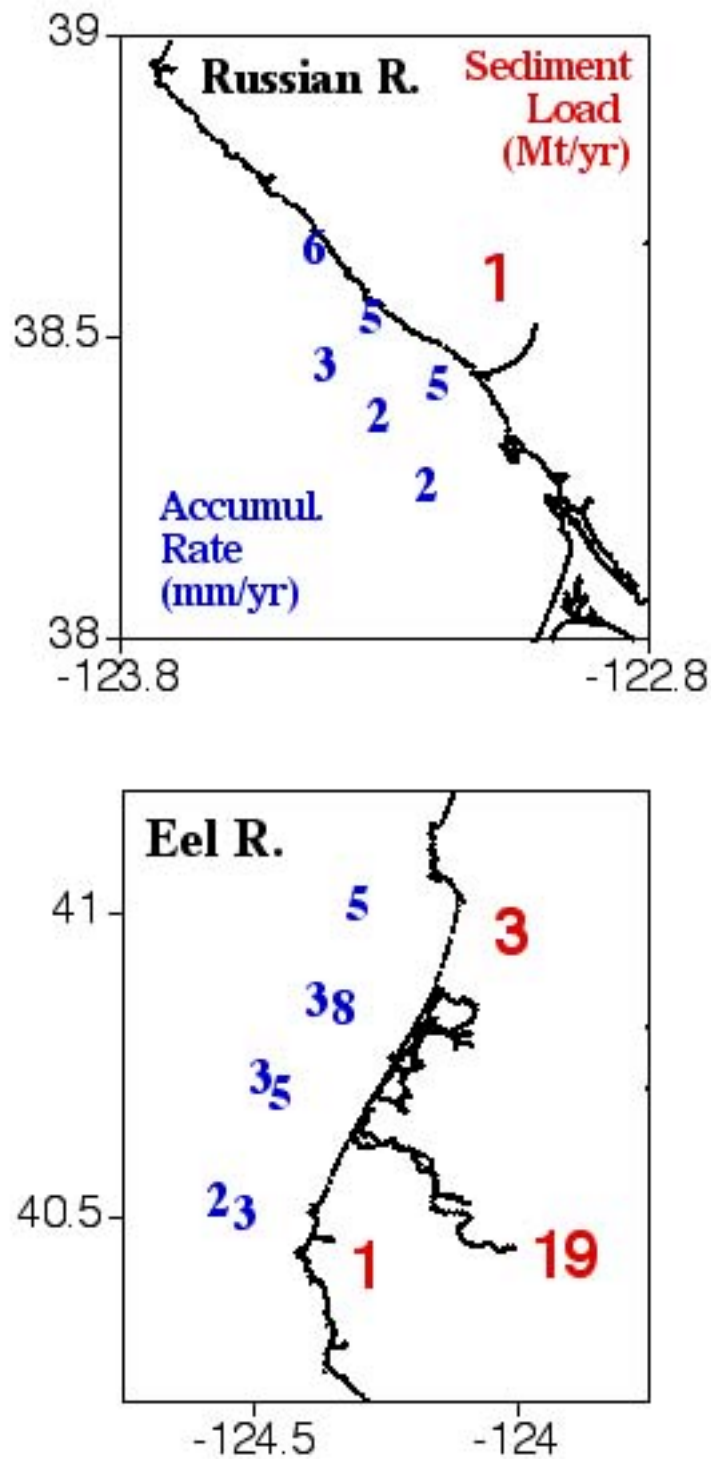 39
Russian R.
Sediment
Load
(Mt/yr)
6
1
5
38.5
3
5
2
2
Accumul.
Rate
(mm/yr)
38
-123.8
-122.8
Eel R.
5
41
3
38
35
23
40.5
1
19
-124.5
-124